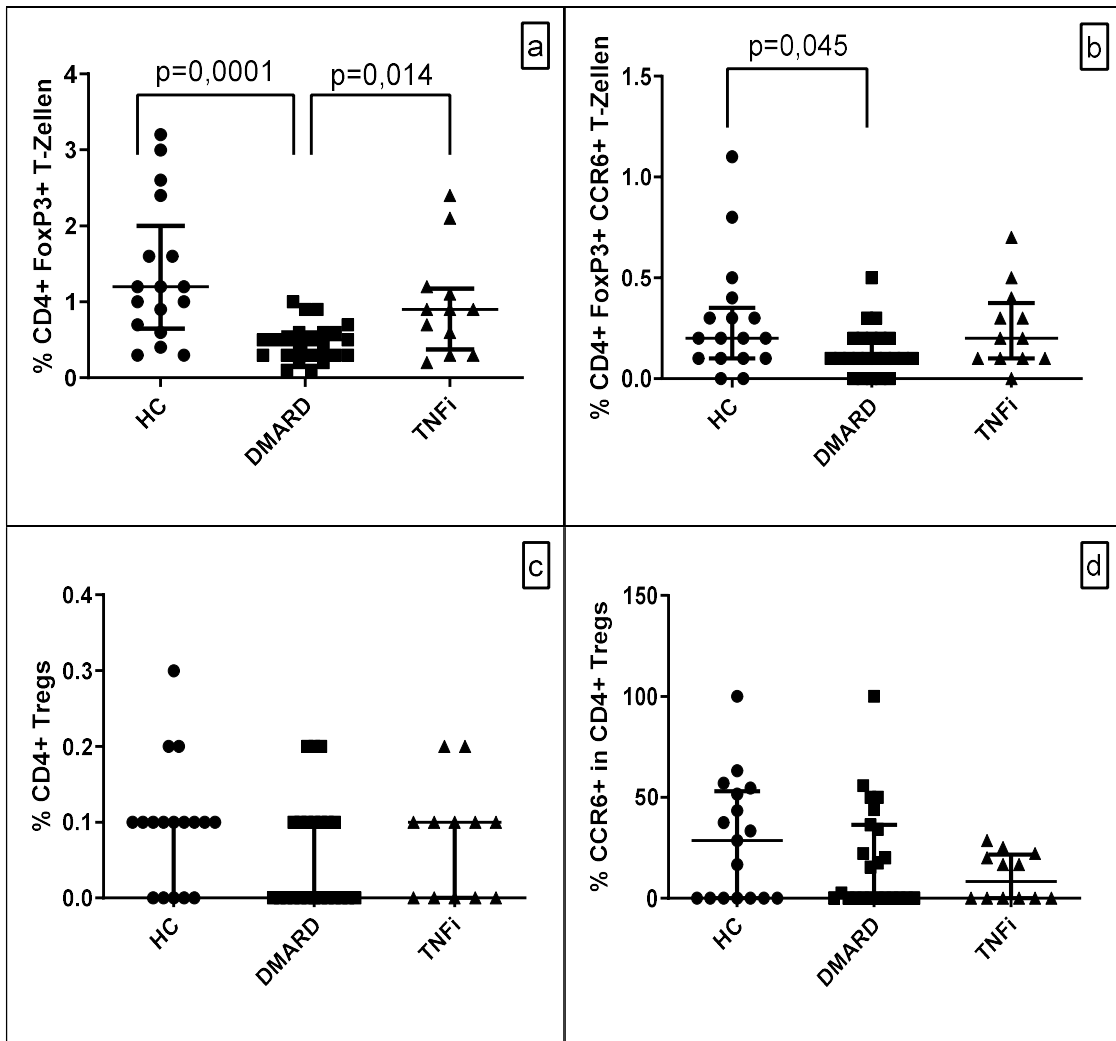 a
p=0,0001 p=0,014
% CD4+ FoxP3+ T-Zellen
4
3
2
1
0
HC
DMARD
TNFi
b
p=0,045
% CD4+ FoxP3+ CCR6+ T-Zellen
1.5
1.0
0.5
0.0
HC
DMARD
TNFi
c
% CD4+ Tregs
0.4
0.3
0.2
0.1
0.0
HC
DMARD
TNFi
d
% CCR6+ in CD4+ Tregs
150
100
50
0
HC
DMARD
TNFi